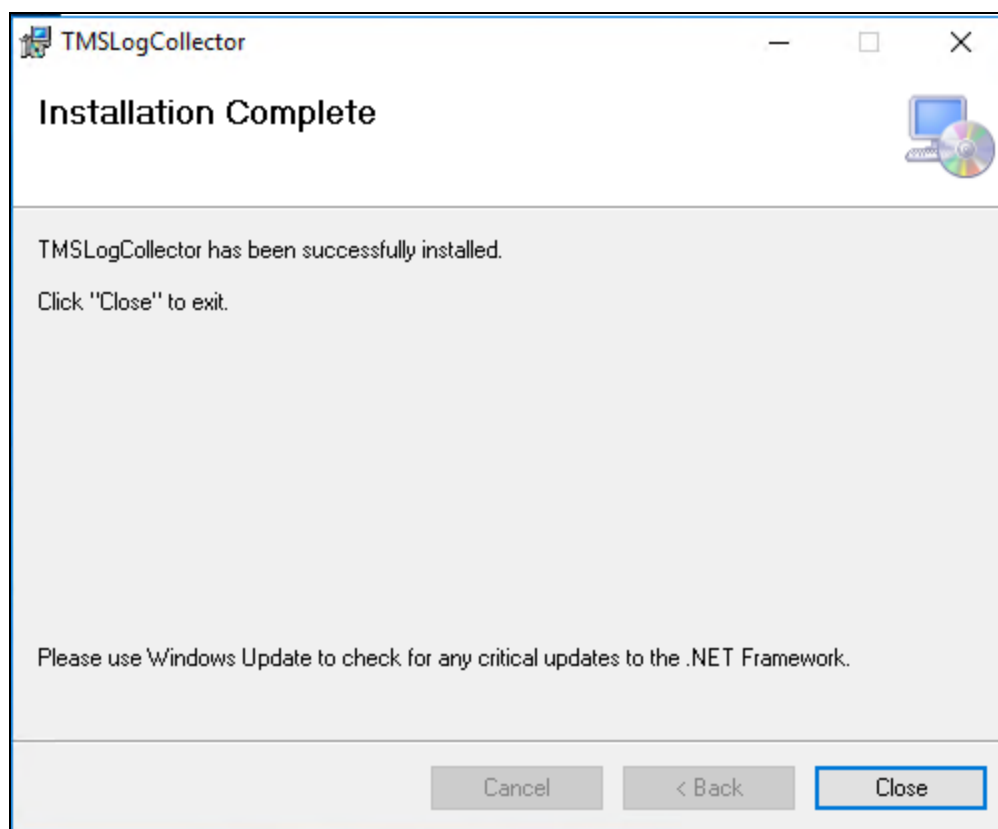 TMSLogCollector
Installation Complete
TMSLogCollector has been successfully installed.
Click "Close" to exit.
Please use Windows Update to check for any critical updates to the .NET Framework.
Cancel
< Back
Close